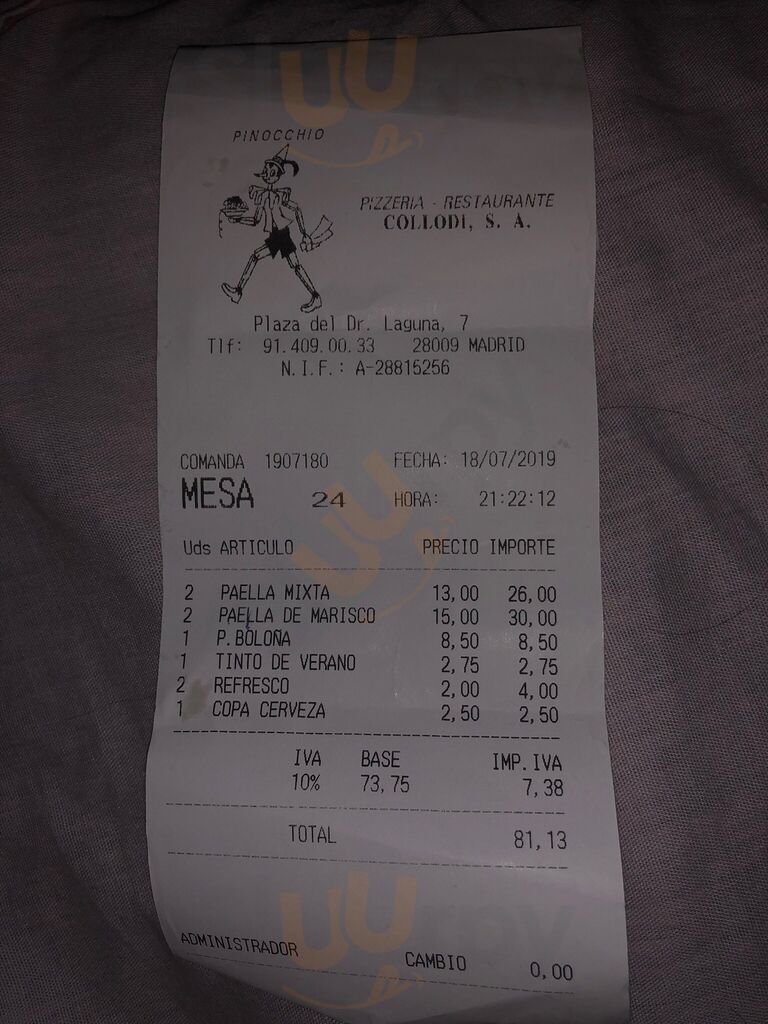 PINOCCHIO
PIZZERIA - RESTAURANTE
COLLODI, S. A.
Plaza del Dr. Laguna, 7
Tlf: 91.409.00.33 28009 MADRID
N.I.F.: A-28815256
COMANDA 1907180 FECHA: 18/07/2019
MESA 24 HORA: 21:22:12
Uds ARTICULO PRECIO IMPORTE
2 PAELLA MIXTA 13,00 26,00
2 PAELLA DE MARISCO 15,00 30,00
1 P.BOLOÑA 8,50 8,50
1 TINTO DE VERANO 2,75 2,75
2 REFRESCO 2,00 4,00
1 COPA CERVEZA 2,50 2,50
IVA BASE IMP.IVA
10% 73,75 7,38
TOTAL 81,13
ADMINISTRADOR CAMBIO 0,00